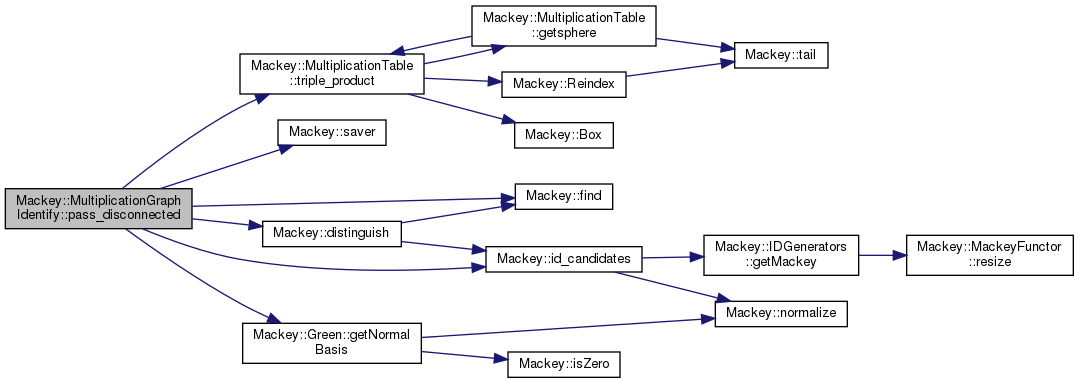 Mackey::MultiplicationTable
::getsphere
Mackey::tail
Mackey::MultiplicationTable
::triple_product
Mackey::Reindex
Mackey::saver
Mackey::Box
Mackey::MultiplicationGraph
Identify::pass_disconnected
Mackey::find
Mackey::distinguish
Mackey::id_candidates
Mackey::IDGenerators
::getMackey
Mackey::MackeyFunctor
::resize
Mackey::normalize
Mackey::Green::getNormal
Basis
Mackey::isZero